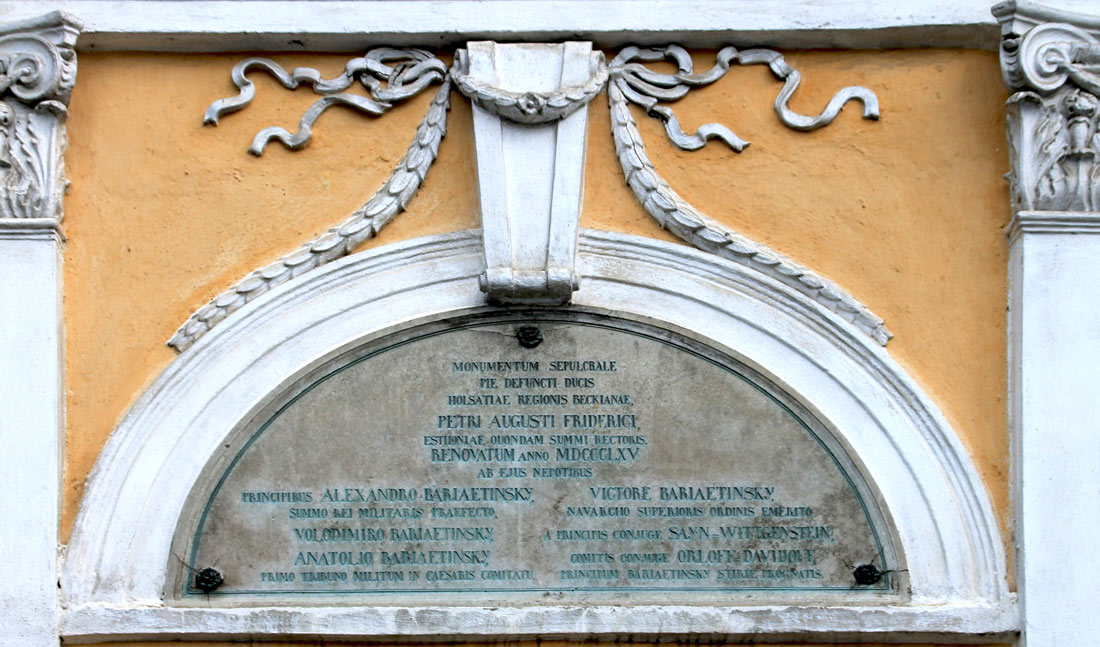 MONUMENTUM SEPULCRALE
PIE DEFUNCTI DUCIS
HOLSATIAE REGIONIS BECKIANAE,
PETRI AUGUSTI FRIDERICI,
ESTHONIAE QUONDAM SUMMI RECTORIS.
RENOVATUM ANNO MDCCCLXV
AB EJUS NEPOTIBUS
PRINCIPIBUS ALEXANDRO BARIAETINSKY,
SUMMO REI MILITARIS PRAEFECTO,
VOLODIMIRO BARIAETINSKY,
ANATOLIO BARIAETINSKY
PRIMO TRIBUNO MILITUM IN CAESARIS COMITATU,
VICTORE BARIAETINSKY,
NAVARCHO SUPERIORIS ORDINIS EMERITO
A PRINCIPIS CONJUGE SAYN=WITTGENSTEIN,
COMITIS CONJUGE ORLOFF=DAVIDOFF,
PRINCITUM BARIAETINSKY STIRPE PROGNATIS.